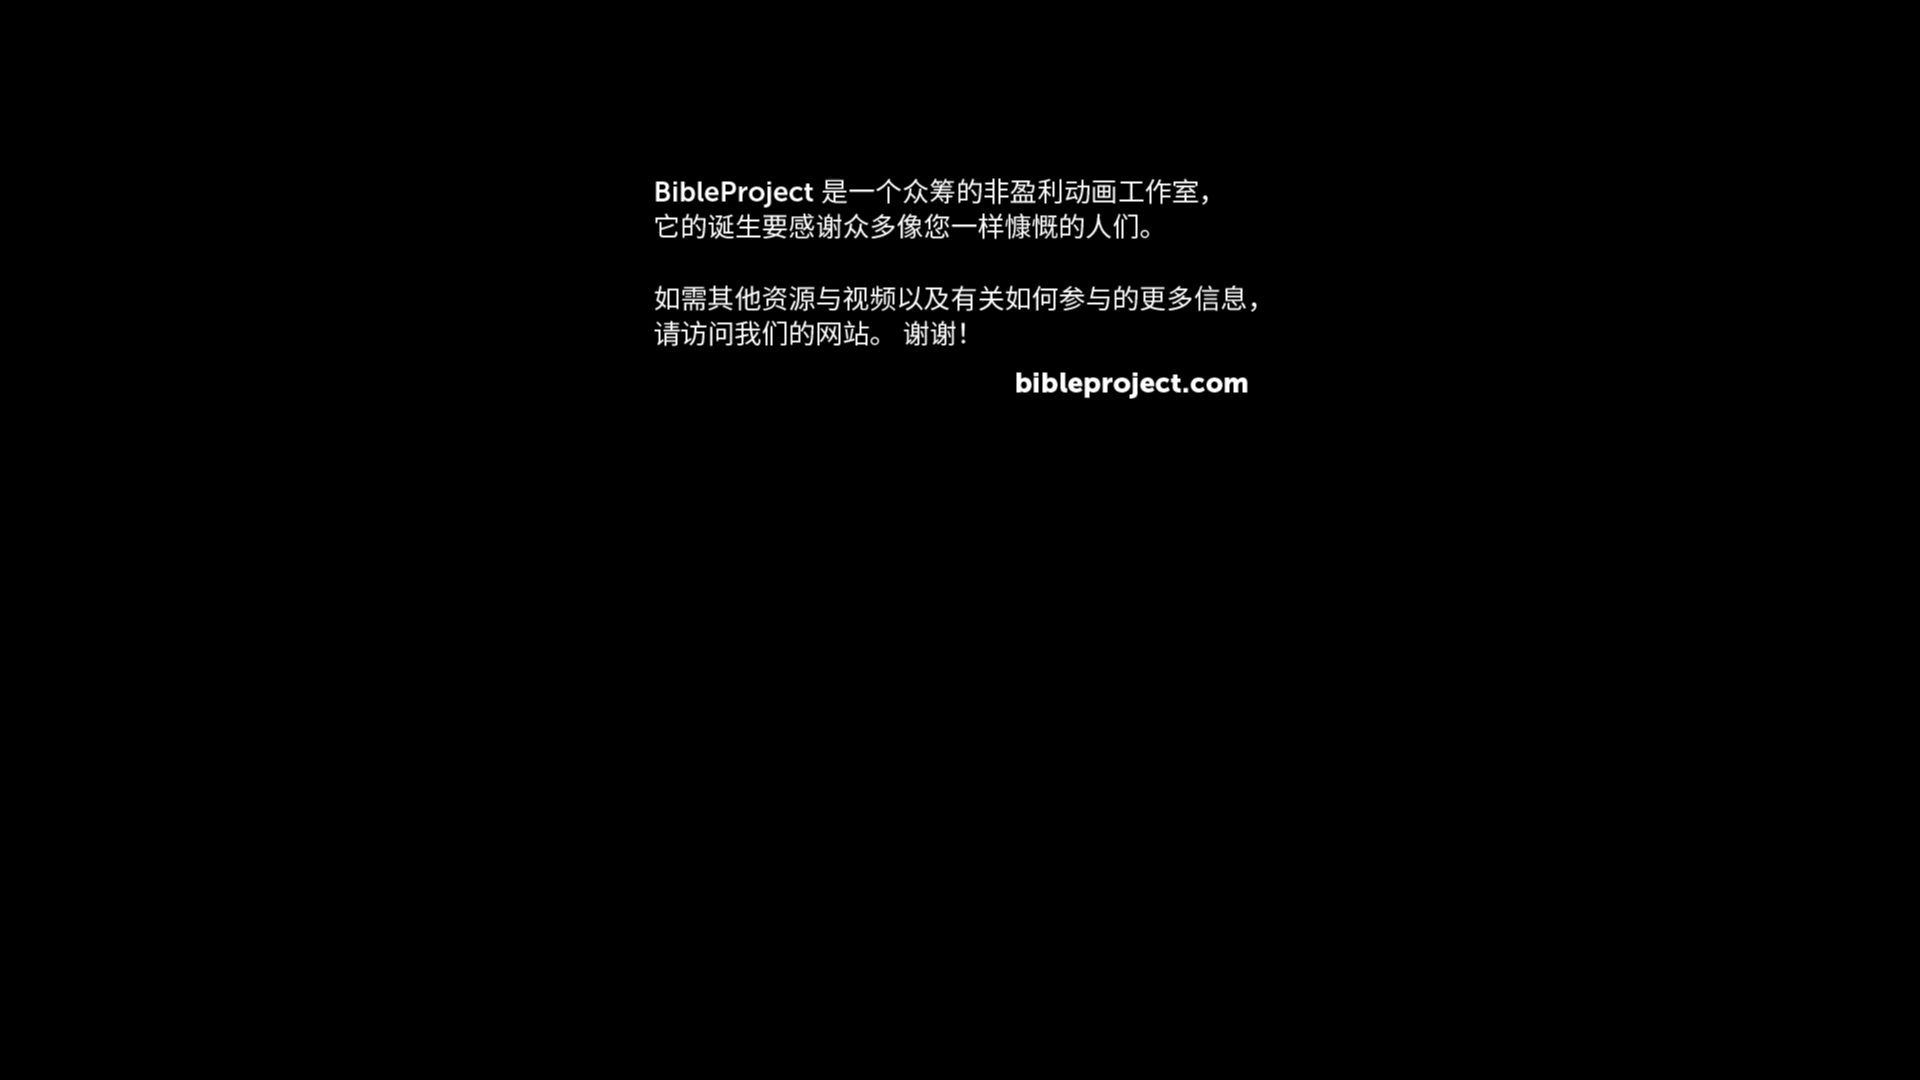 BibleProject 是一个众筹的非盈利动画工作室，
它的诞生要感谢众多像您一样慷慨的人们。
如需其他资源与视频以及有关如何参与的更多信息，
请访问我们的网站。 谢谢！
bibleproject.com